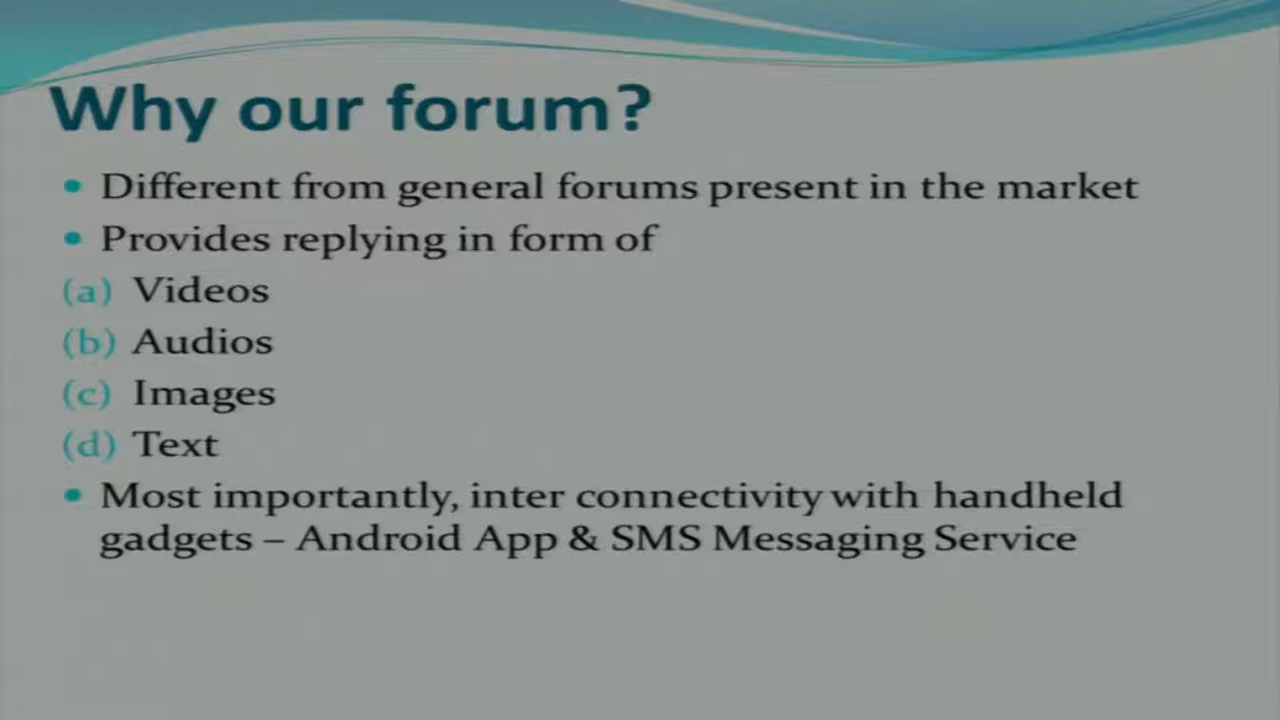 Why our forum?
• Different from general forums present in the market
• Provides replying in form of
(a) Videos
(b) Audios
(c) Images
(d) Text
• Most importantly, inter connectivity with handheld
gadgets – Android App & SMS Messaging Service